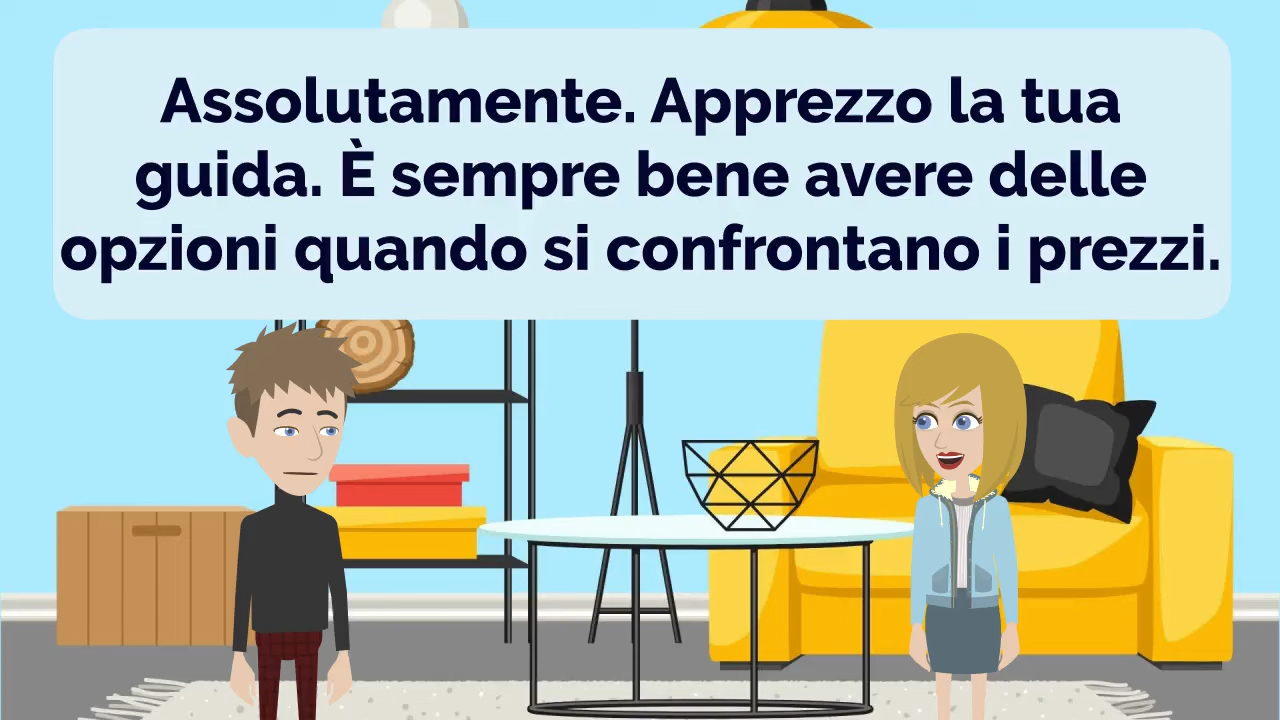 Assolutamente. Apprezzo la tua
guida. È sempre bene avere delle
opzioni quando si confrontano i prezzi.